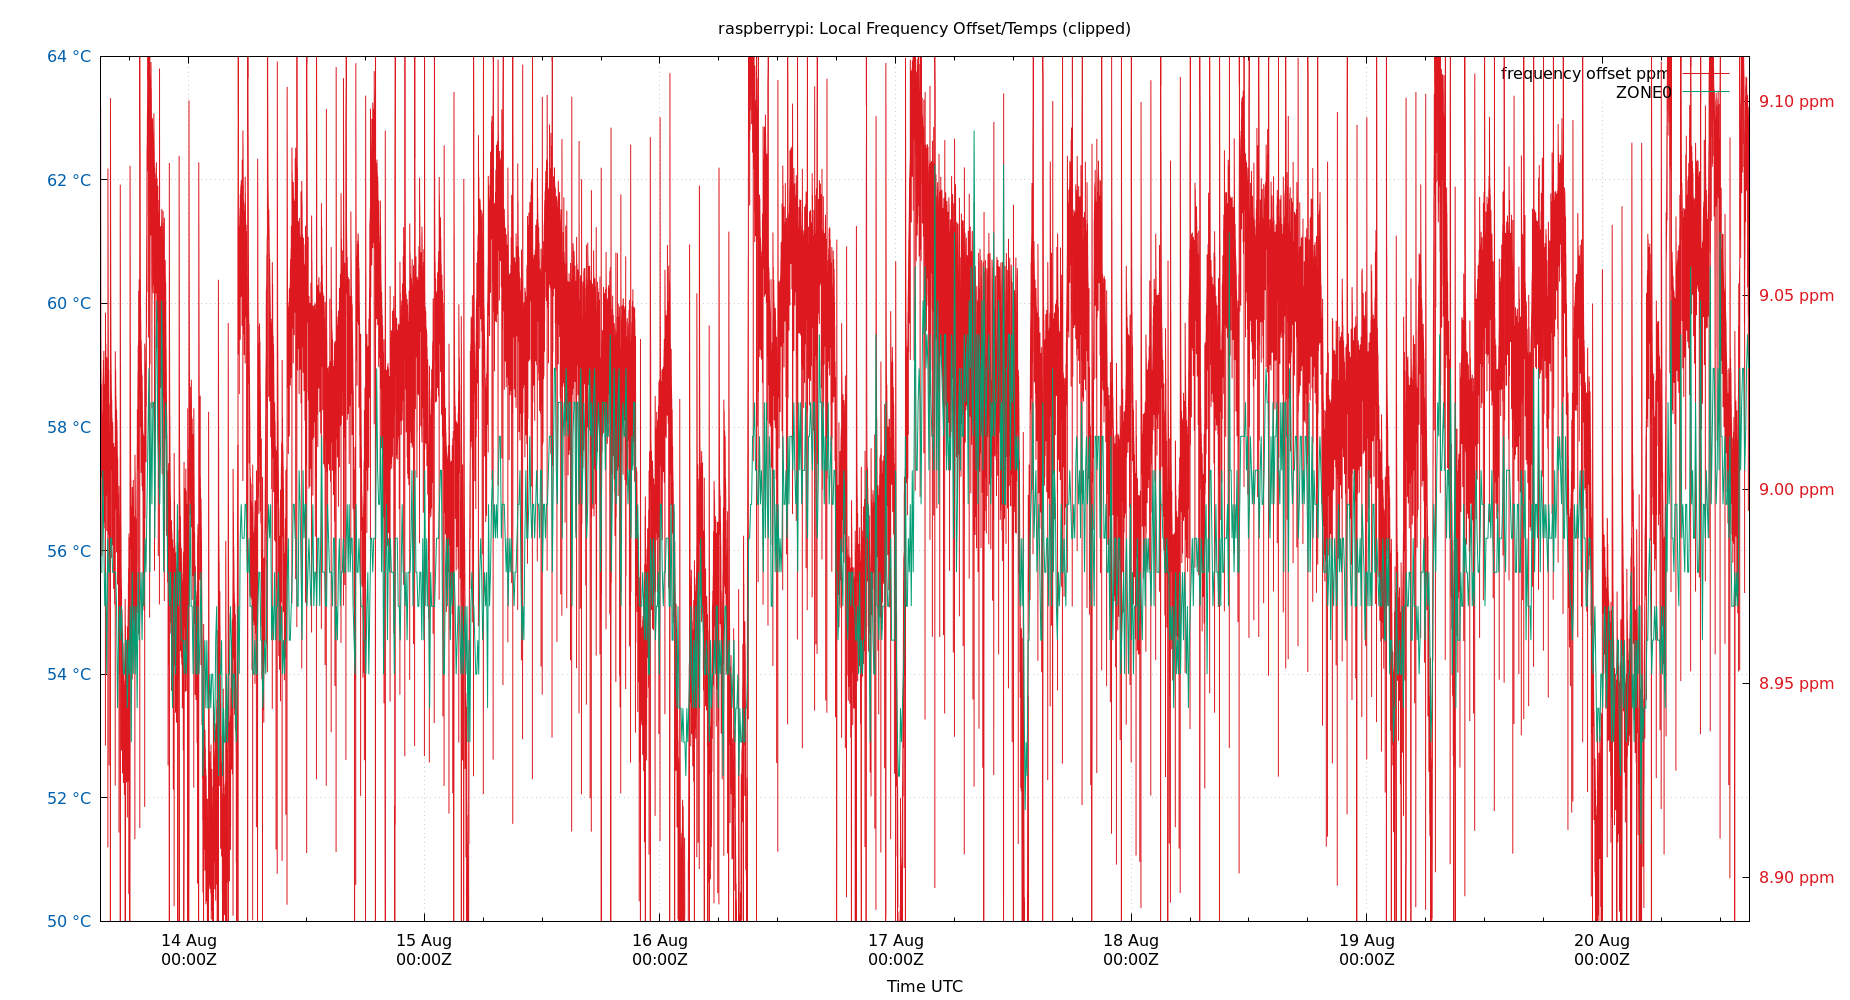 raspberrypi: Local Frequency Offset/Temps (clipped)
64 °C
62 °C
60 °C
58 °C
56 °C
54 °C
52 °C
50 °C
frequency offset ppm
ZONE0
9.10 ppm
9.05 ppm
9.00 ppm
8.95 ppm
8.90 ppm
14 Aug
00:00Z
15 Aug
00:00Z
16 Aug
00:00Z
17 Aug
00:00Z
18 Aug
00:00Z
19 Aug
00:00Z
20 Aug
00:00Z
Time UTC